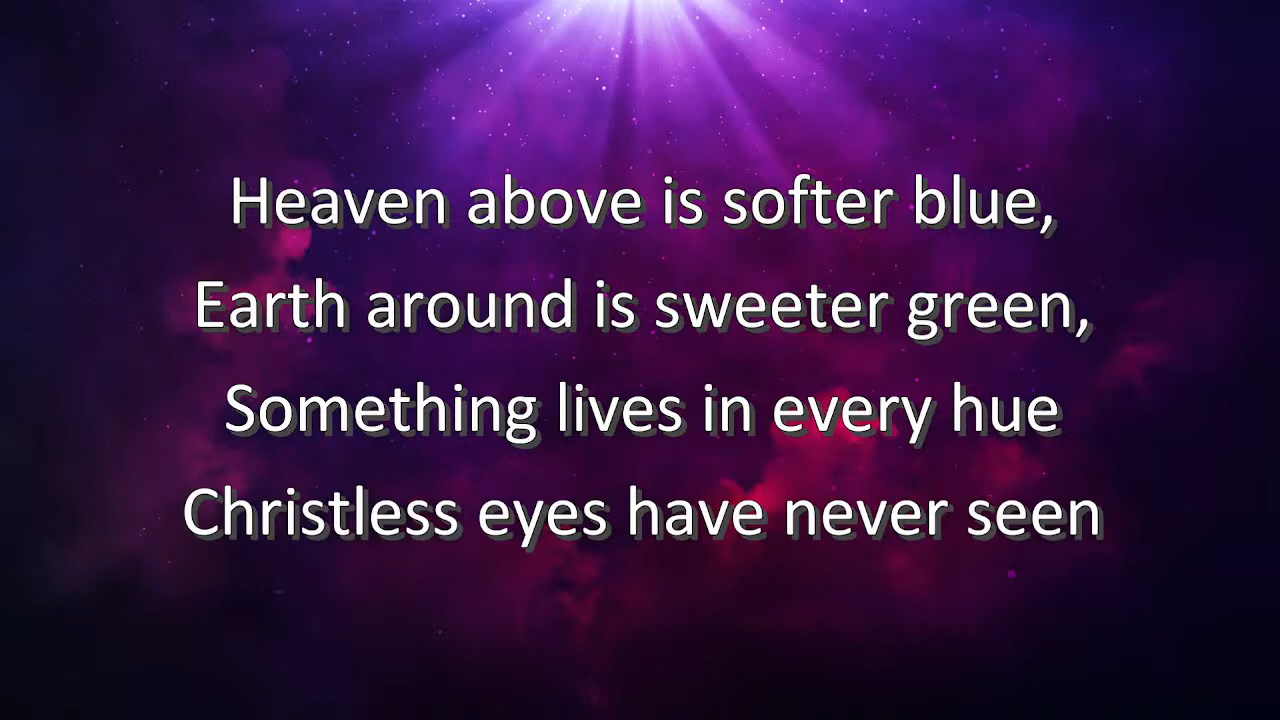 Heaven above is softer blue,
Earth around is sweeter green,
Something lives in every hue
Christless eyes have never seen